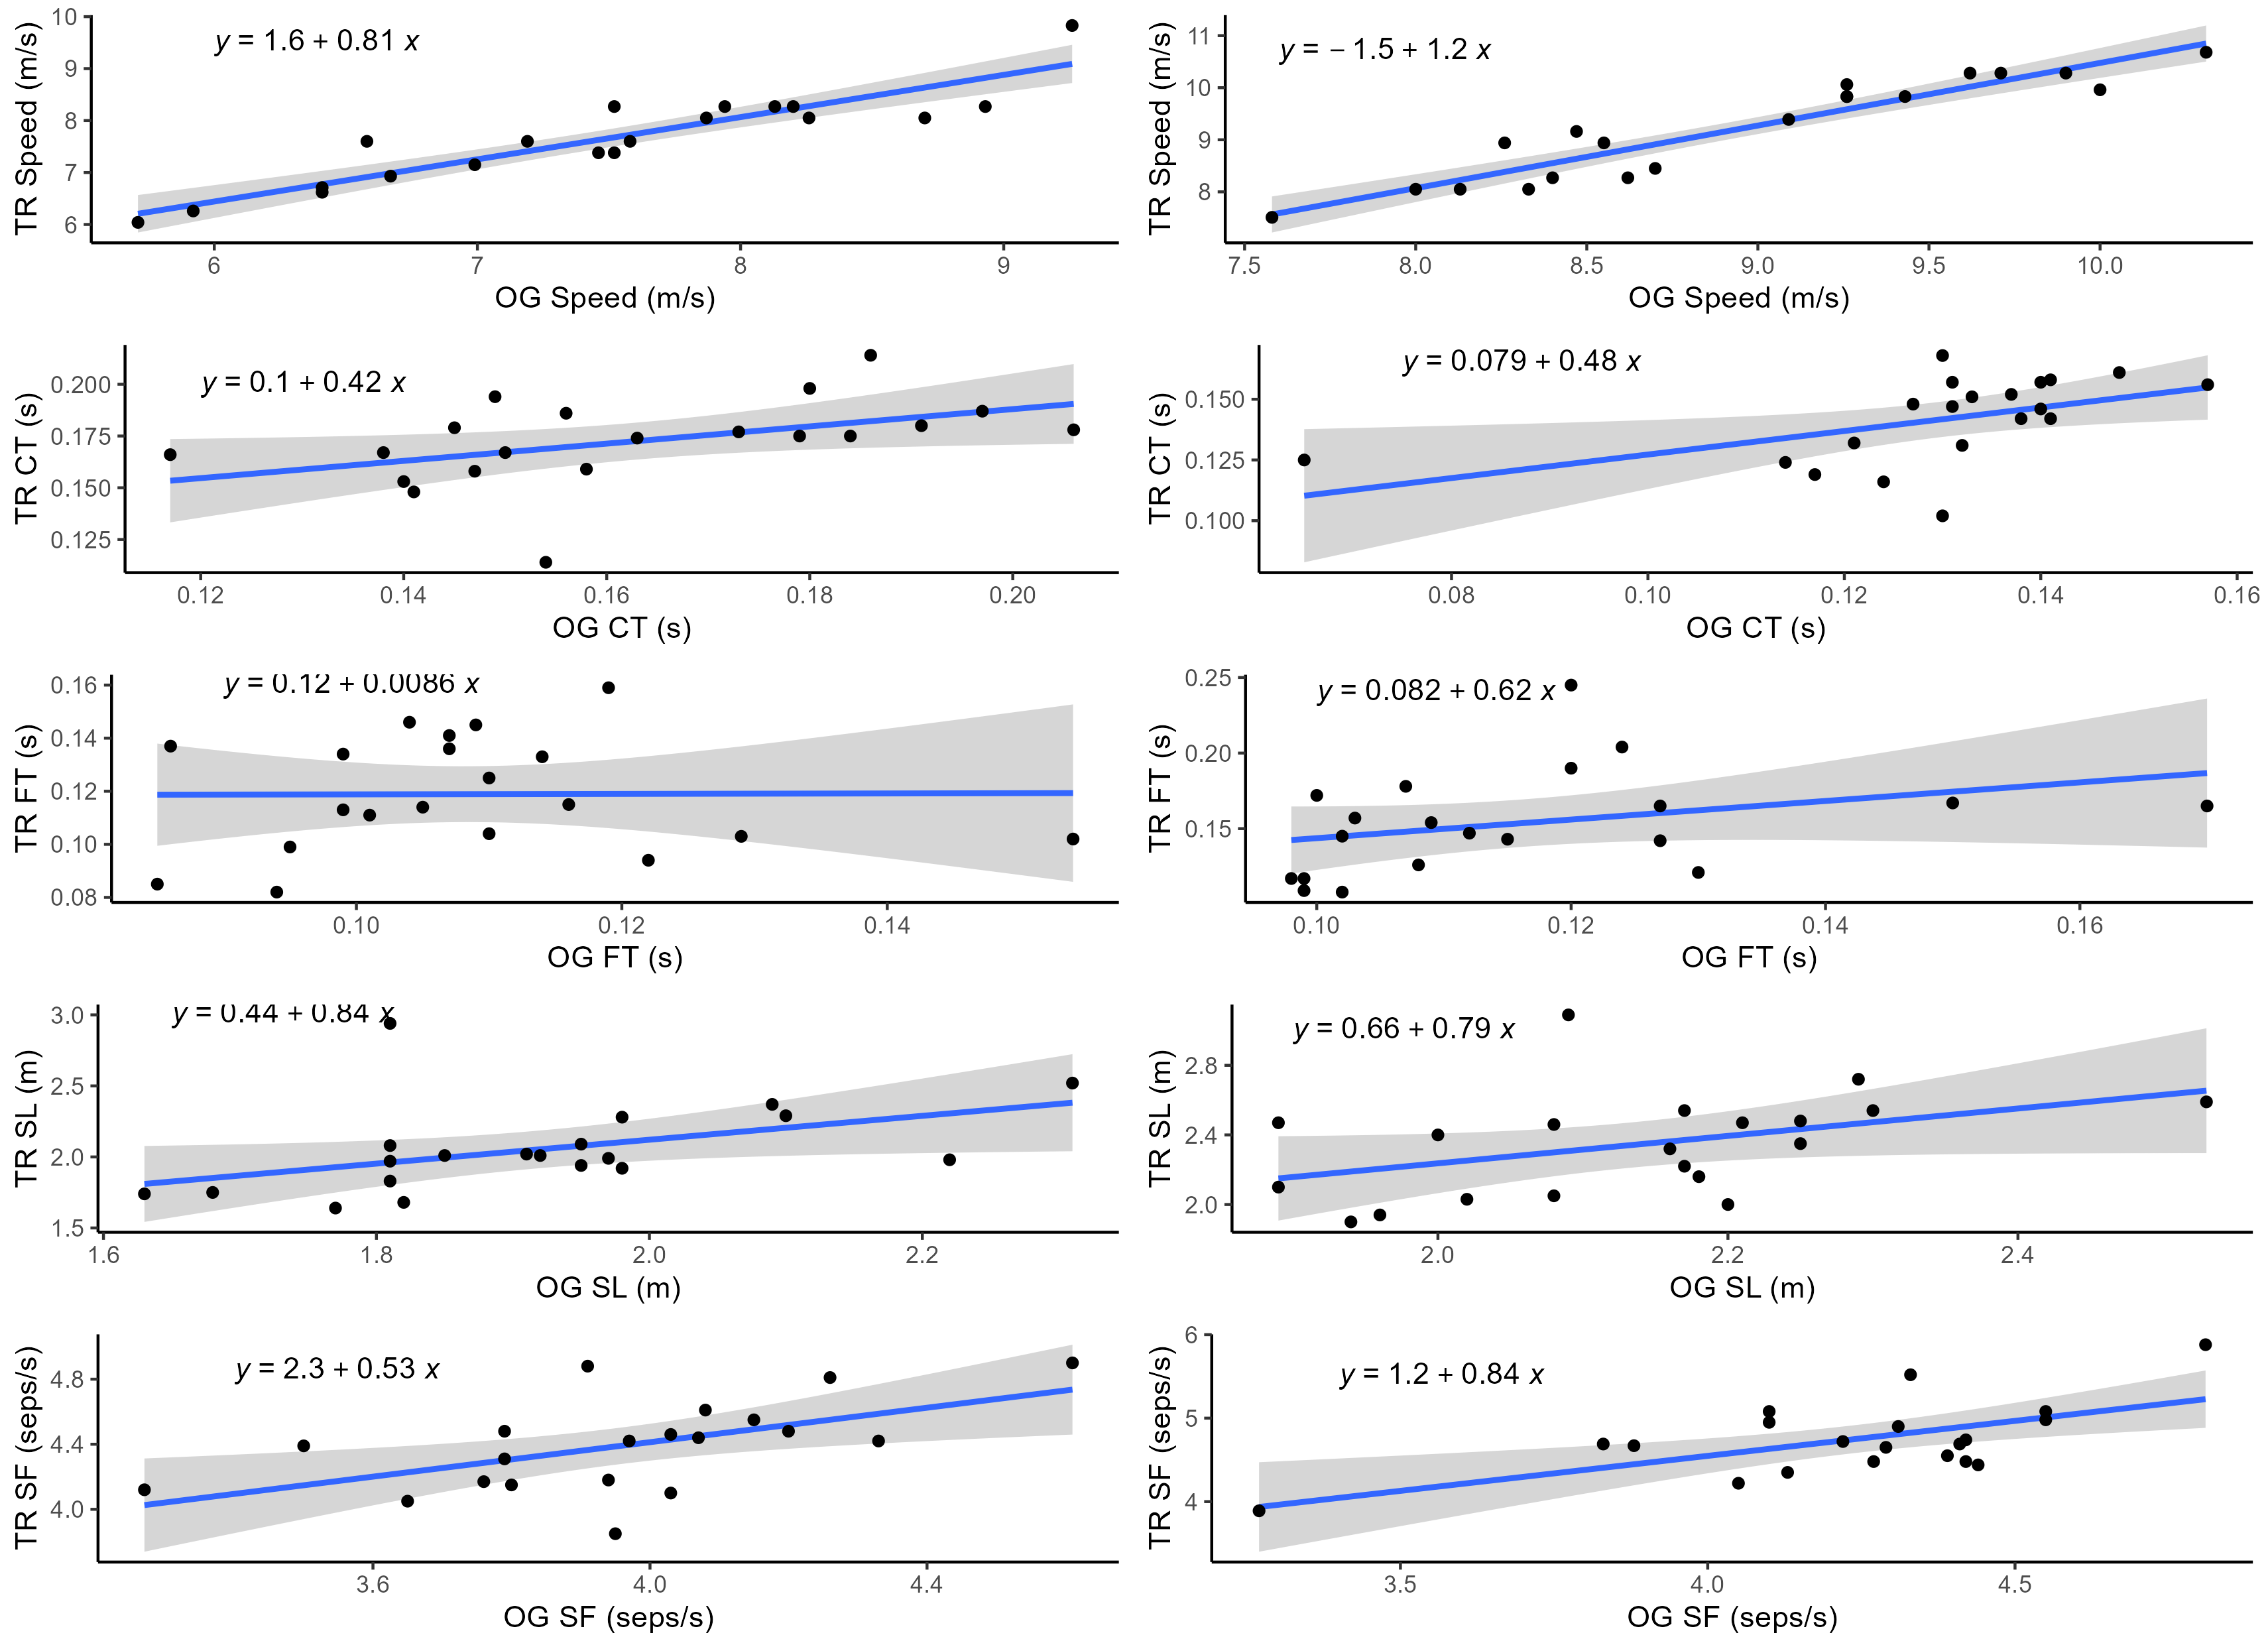 y = 1.6 + 0.81 x
TR Speed (m/s)
10
9
8
7
6
6 7 8 9
OG Speed (m/s)
y = − 1.5 + 1.2 x
TR Speed (m/s)
11
10
9
8
7.5 8.0 8.5 9.0 9.5 10.0
OG Speed (m/s)
y = 0.1 + 0.42 x
TR CT (s)
0.200
0.175
0.150
0.125
0.12 0.14 0.16 0.18 0.20
OG CT (s)
y = 0.079 + 0.48 x
TR CT (s)
0.150
0.125
0.100
0.08 0.10 0.12 0.14 0.16
OG CT (s)
y = 0.12 + 0.0086 x
TR FT (s)
0.16
0.14
0.12
0.10
0.08
0.10 0.12 0.14
OG FT (s)
y = 0.082 + 0.62 x
TR FT (s)
0.25
0.20
0.15
0.10 0.12 0.14 0.16
OG FT (s)
y = 0.44 + 0.84 x
TR SL (m)
3.0
2.5
2.0
1.5
1.6 1.8 2.0 2.2
OG SL (m)
y = 0.66 + 0.79 x
TR SL (m)
2.8
2.4
2.0
2.0 2.2 2.4
OG SL (m)
y = 2.3 + 0.53 x
TR SF (seps/s)
4.8
4.4
4.0
3.6 4.0 4.4
OG SF (seps/s)
y = 1.2 + 0.84 x
TR SF (seps/s)
6
5
4
3.5 4.0 4.5
OG SF (seps/s)